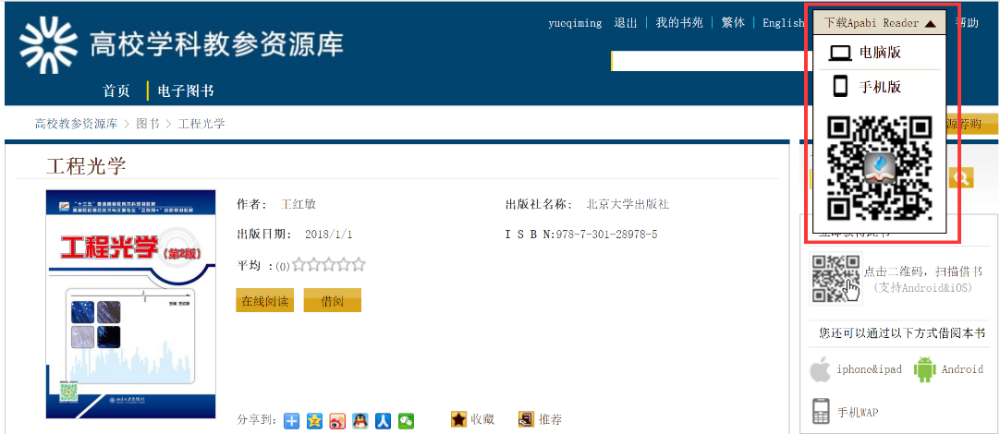 yueqiming 退出 | 我的书苑 | 繁体 | English
下载Apabi Reader
帮助
高校学科教参资源库
电脑版
手机版
首页 电子图书
高校教参资源库 > 图书 > 工程光学
源荐购
工程光学
作者: 王红敏
出版社名称: 北京大学出版社
出版日期: 2018/1/1
I S B N:978-7-301-28978-5
平均 :(0)
在线阅读
借阅
工程光学(第2版)
北京大学出版社
点击二维码，扫描借书
(支持Android&iOS)
您还可以通过以下方式借阅本书
iphone&ipad
Android
手机WAP
分享到:
收藏
推荐